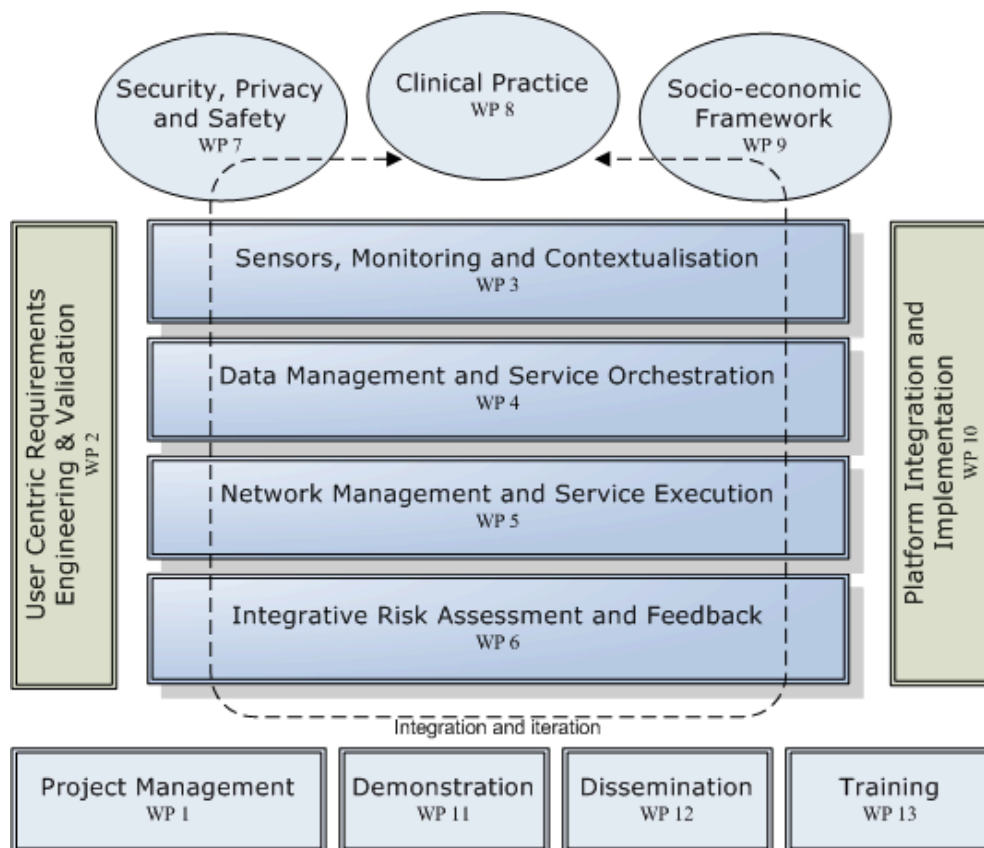 Security, Privacy
and Safety
WP 7
Clinical Practice
WP 8
Socio-economic
Framework
WP 9
User Centric Requirements
Engineering & Validation
WP 2
Sensors, Monitoring and Contextualisation
WP 3
Data Management and Service Orchestration
WP 4
Network Management and Service Execution
WP 5
Integrative Risk Assessment and Feedback
WP 6
Platform Integration and
Implementation
WP 10
Integration and iteration
Project Management
WP 1
Demonstration
WP 11
Dissemination
WP 12
Training
WP 13